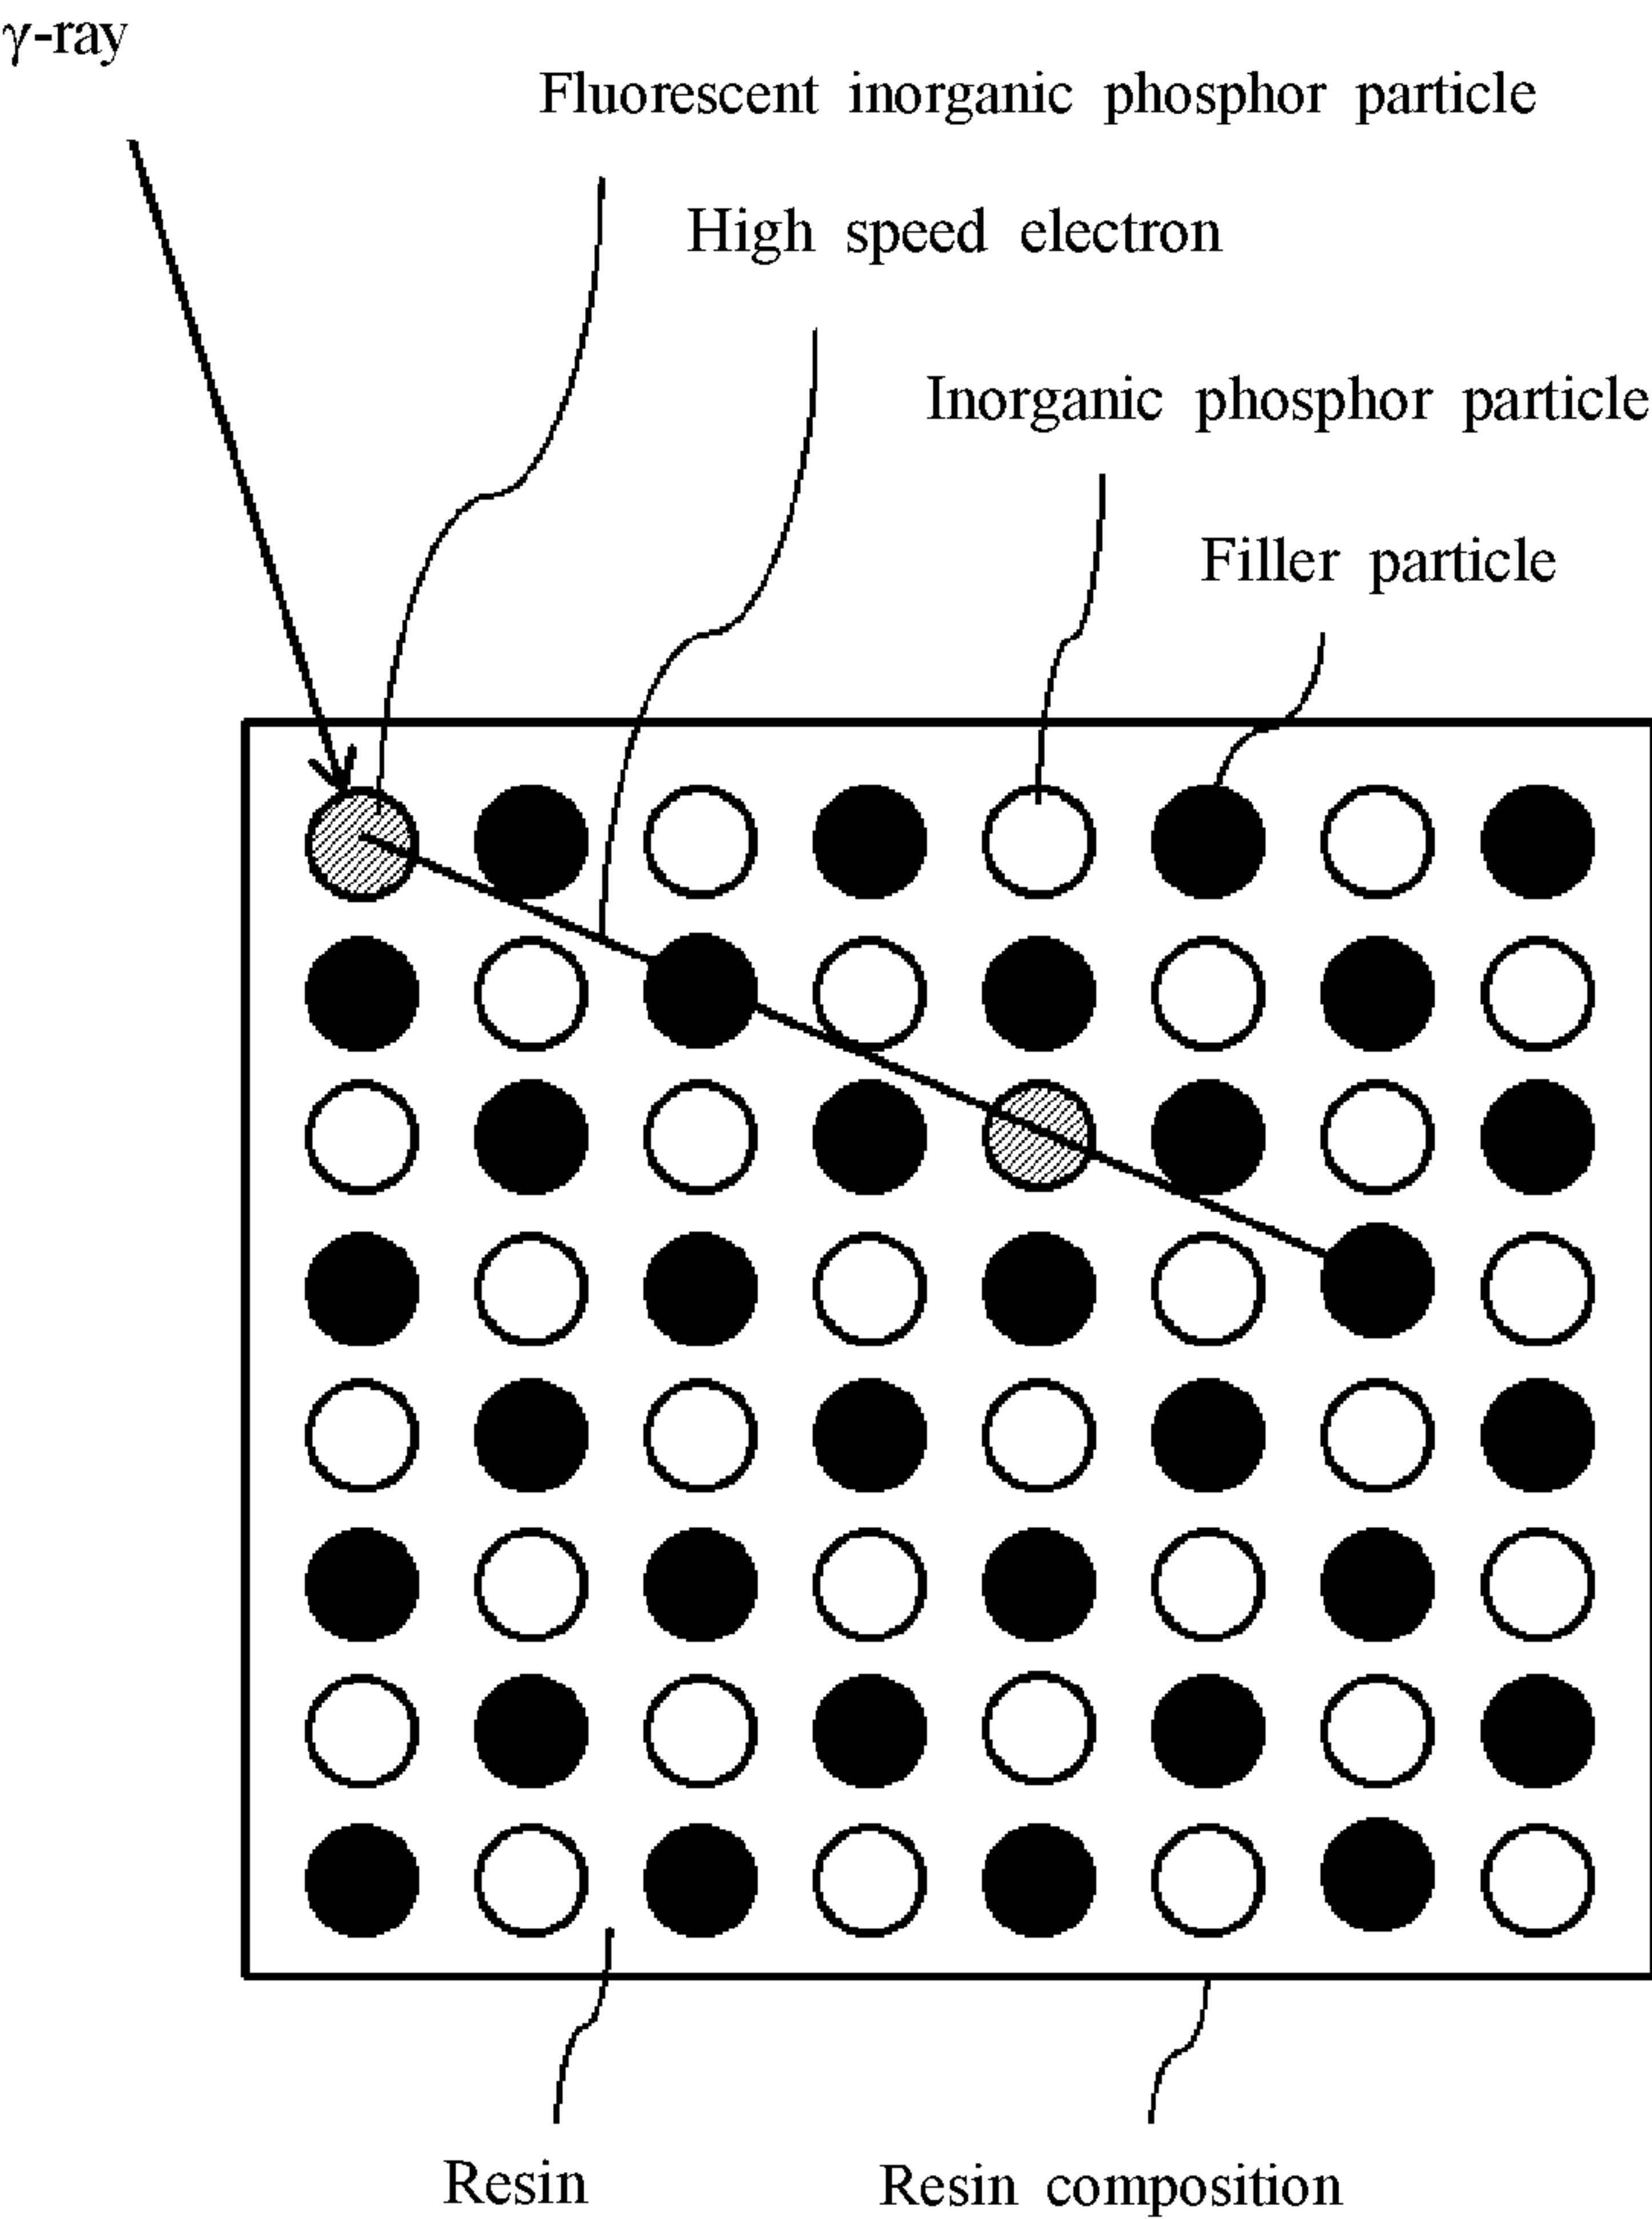 γ-ray
Fluorescent inorganic phosphor particle
High speed electron
Inorganic phosphor particle
Filler particle
Resin
Resin composition